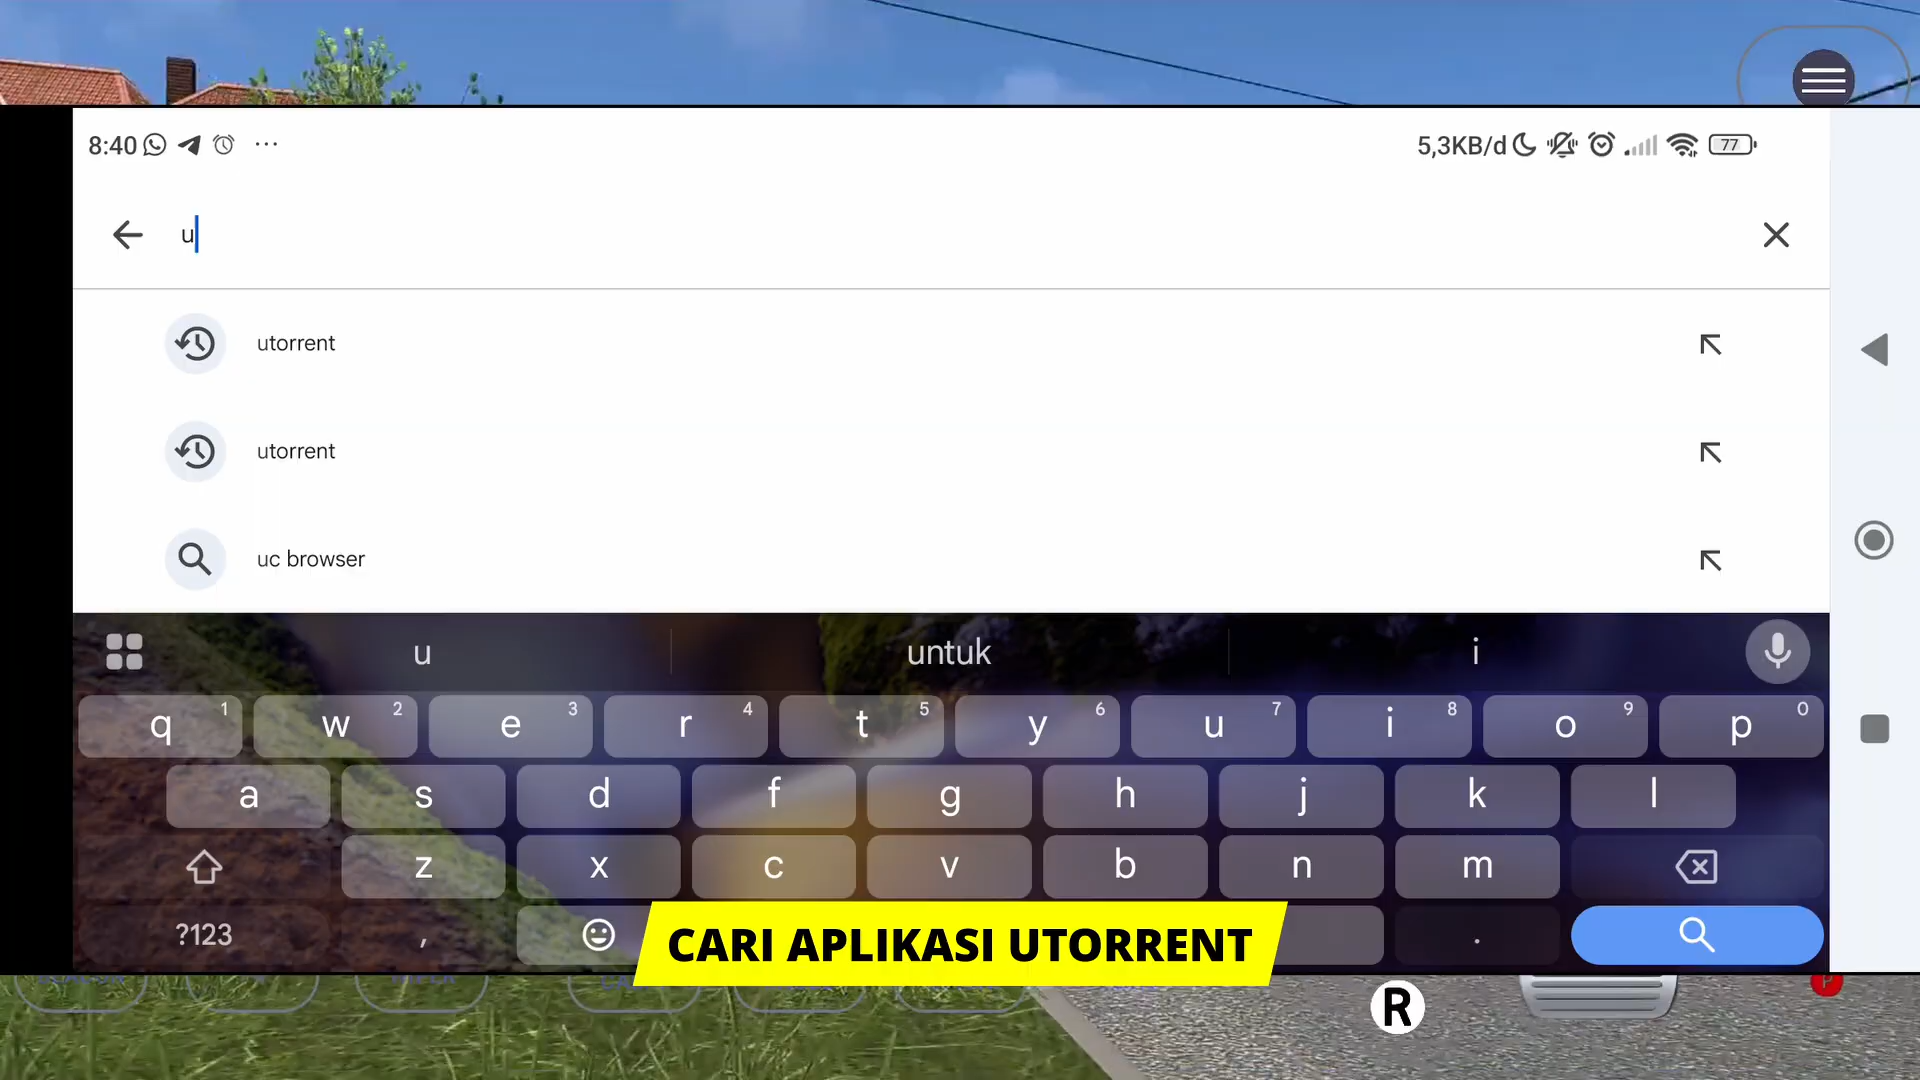 8:40 ... 5,3KB/d 77
u
utorrent
utorrent
uc browser
u untuk i
q 1 w 2 e 3 r 4 t 5 y 6 u 7 i 8 o 9 p 0
a s d f g h j k l
z x c v b n m
?123 , .
CARI APLIKASI UTORRENT
R
P